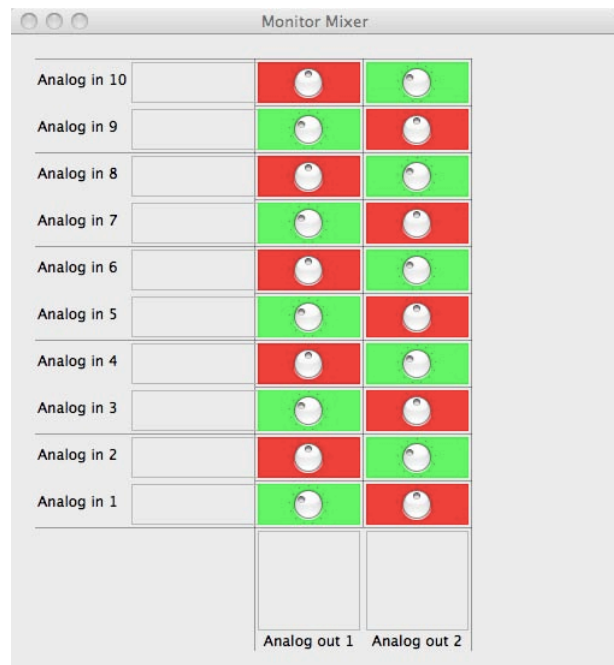 Monitor Mixer
Analog in 10
Analog in 9
Analog in 8
Analog in 7
Analog in 6
Analog in 5
Analog in 4
Analog in 3
Analog in 2
Analog in 1
Analog out 1 Analog out 2